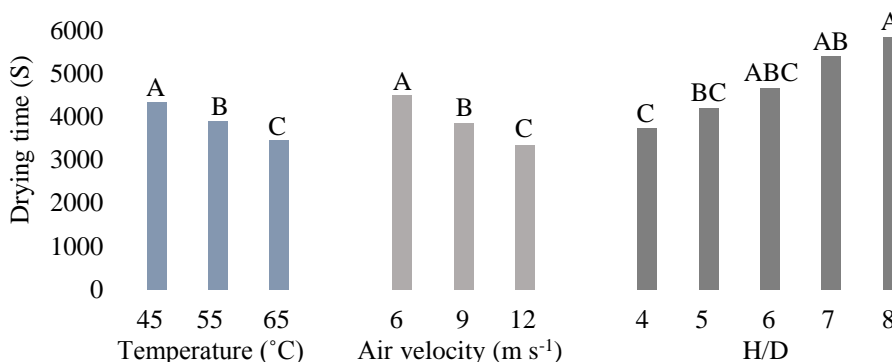 Drying time (S)
6000
5000
4000
3000
2000
1000
0
A
B
C
A
B
C
C
BC
ABC
AB
A
45 55 65 6 9 12 4 5 6 7 8
Temperature (˚C) Air velocity (m s⁻¹) H/D